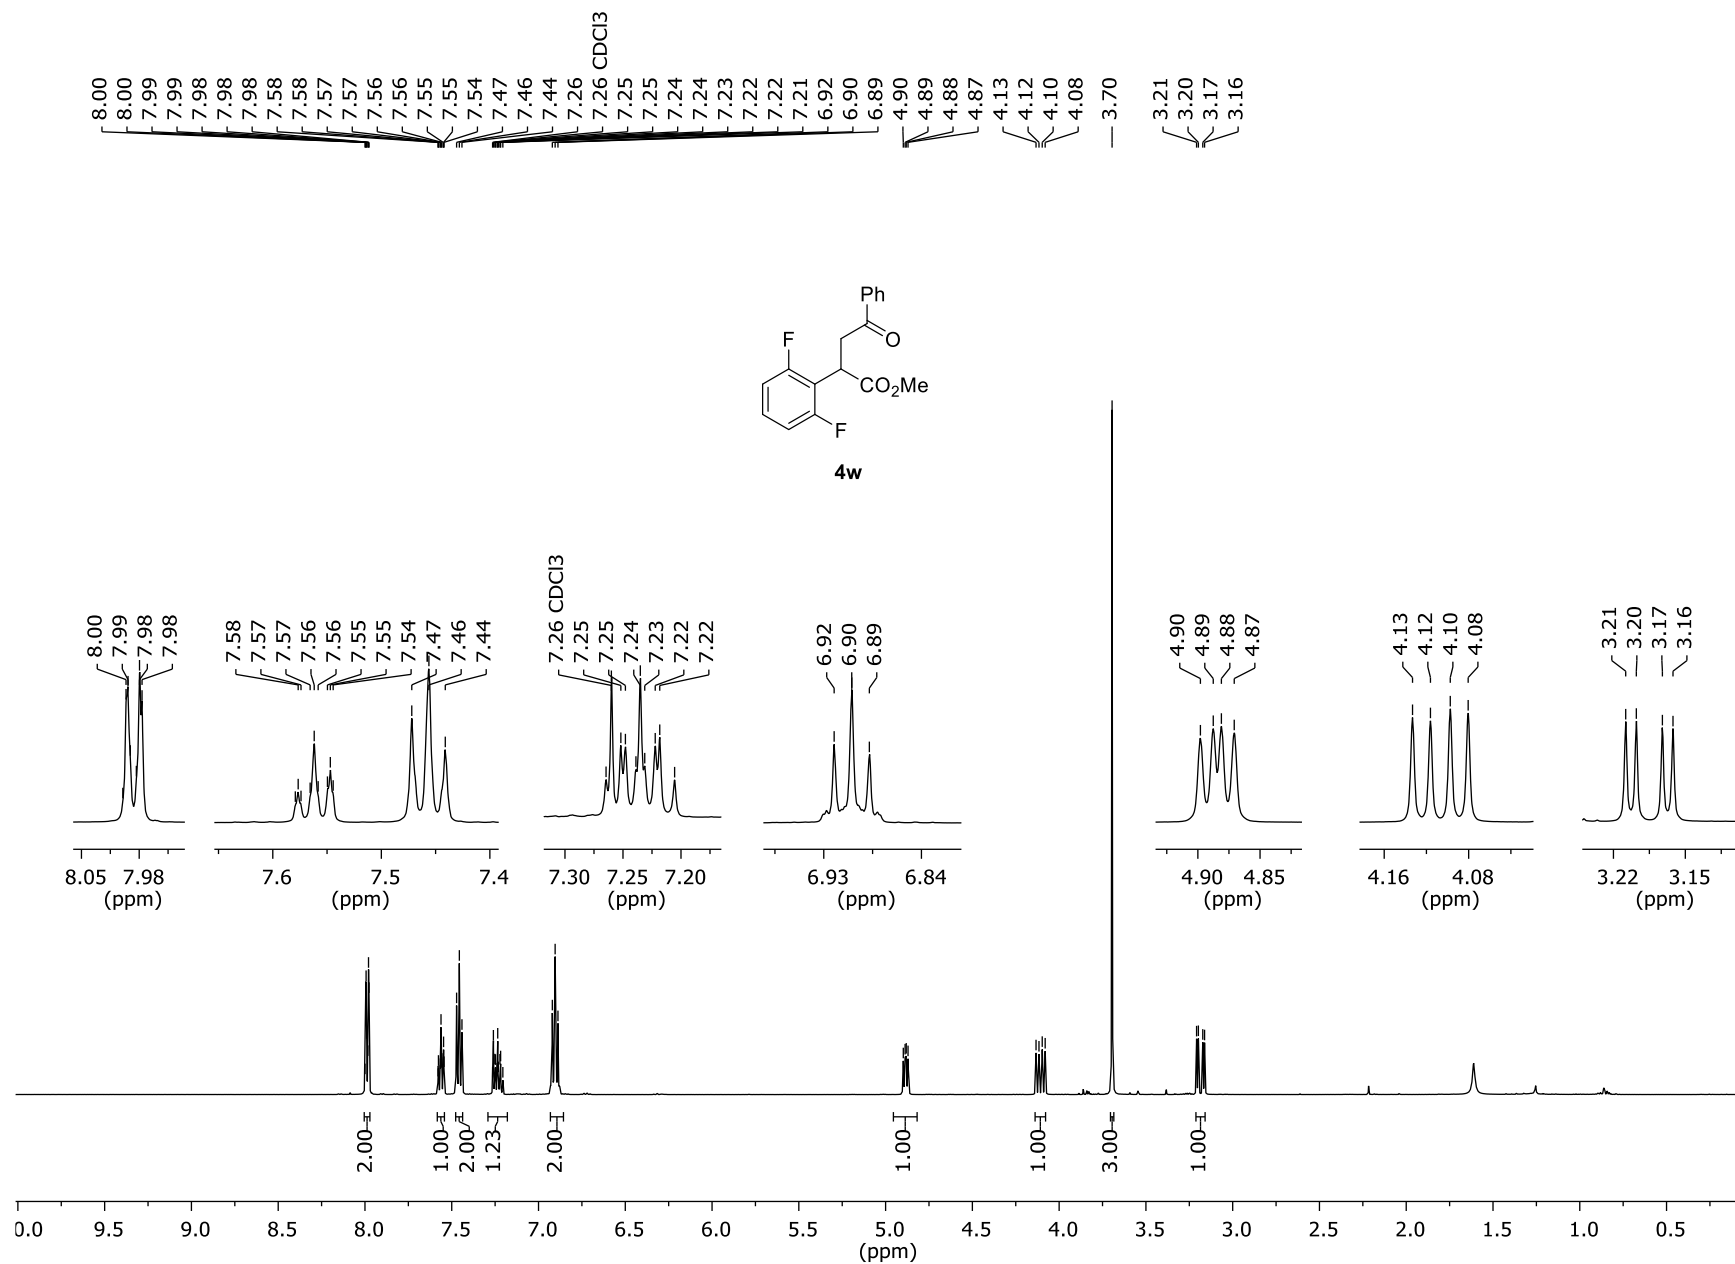 8.00 8.00 7.99 7.99 7.98 7.98 7.98 7.58 7.58 7.57 7.57 7.56 7.56 7.55 7.55 7.54 7.47 7.46 7.44 7.26 7.26 CDCl3 7.25 7.25 7.24 7.24 7.23 7.22 7.22 7.21 6.92 6.90 6.89 4.90 4.89 4.88 4.87 4.13 4.12 4.10 4.08 3.70 3.21 3.20 3.17 3.16
Ph
F
O
CO2Me
F
4w
8.00 7.99 7.98 7.98
7.58 7.57 7.57 7.56 7.56 7.55 7.55 7.54 7.47 7.46 7.44
7.26 CDCl3 7.25 7.25 7.24 7.23 7.22 7.22
6.92 6.90 6.89
4.90 4.89 4.88 4.87
4.13 4.12 4.10 4.08
3.21 3.20 3.17 3.16
8.05 7.98
(ppm)
7.6 7.5 7.4
(ppm)
7.30 7.25 7.20
(ppm)
6.93 6.84
(ppm)
4.90 4.85
(ppm)
4.16 4.08
(ppm)
3.22 3.15
(ppm)
2.00 1.00 2.00 1.23 2.00 1.00 1.00 3.00 1.00
0.0 9.5 9.0 8.5 8.0 7.5 7.0 6.5 6.0 5.5 5.0 4.5 4.0 3.5 3.0 2.5 2.0 1.5 1.0 0.5
(ppm)